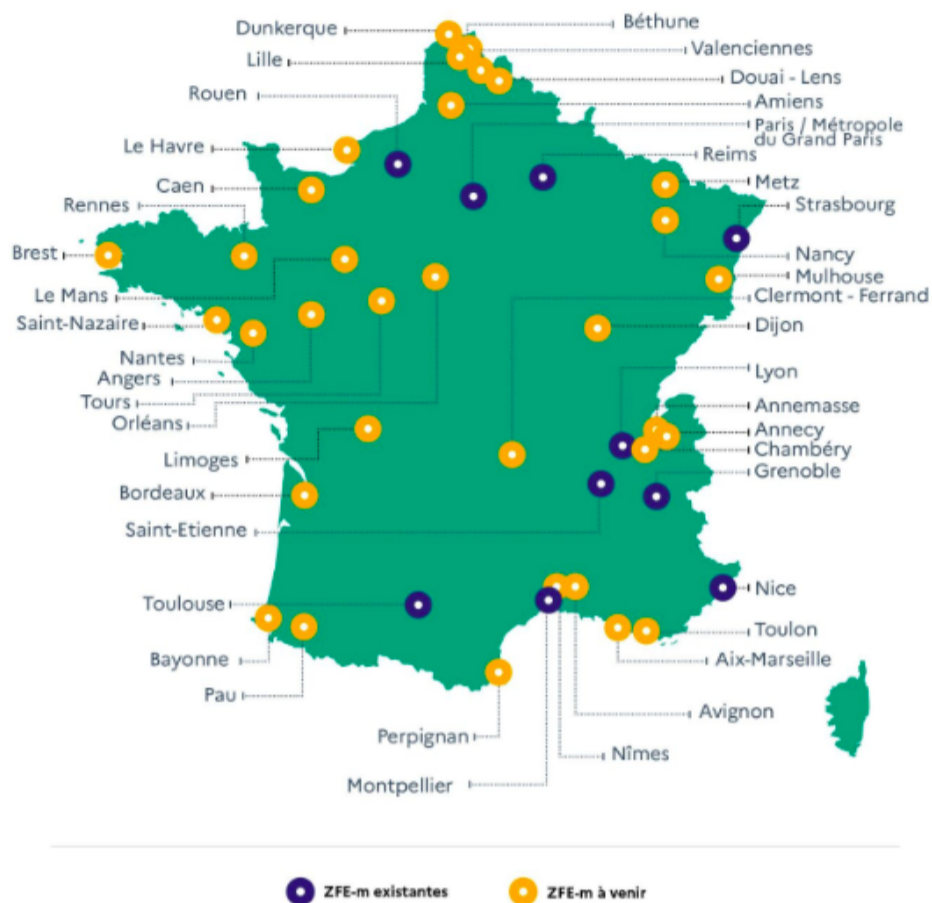 Dunkerque
Béthune
Valenciennes
Lille
Douai - Lens
Rouen
Amiens
Paris / Métropole
du Grand Paris
Le Havre
Reims
Caen
Metz
Rennes
Strasbourg
Brest
Nancy
Mulhouse
Le Mans
Clermont - Ferrand
Saint-Nazaire
Dijon
Nantes
Lyon
Angers
Tours
Annemasse
Orléans
Annecy
Chambéry
Limoges
Grenoble
Bordeaux
Saint-Etienne
Nice
Toulouse
Toulon
Bayonne
Aix-Marseille
Pau
Avignon
Perpignan
Nîmes
Montpellier
ZFE-m existantes
ZFE-m à venir